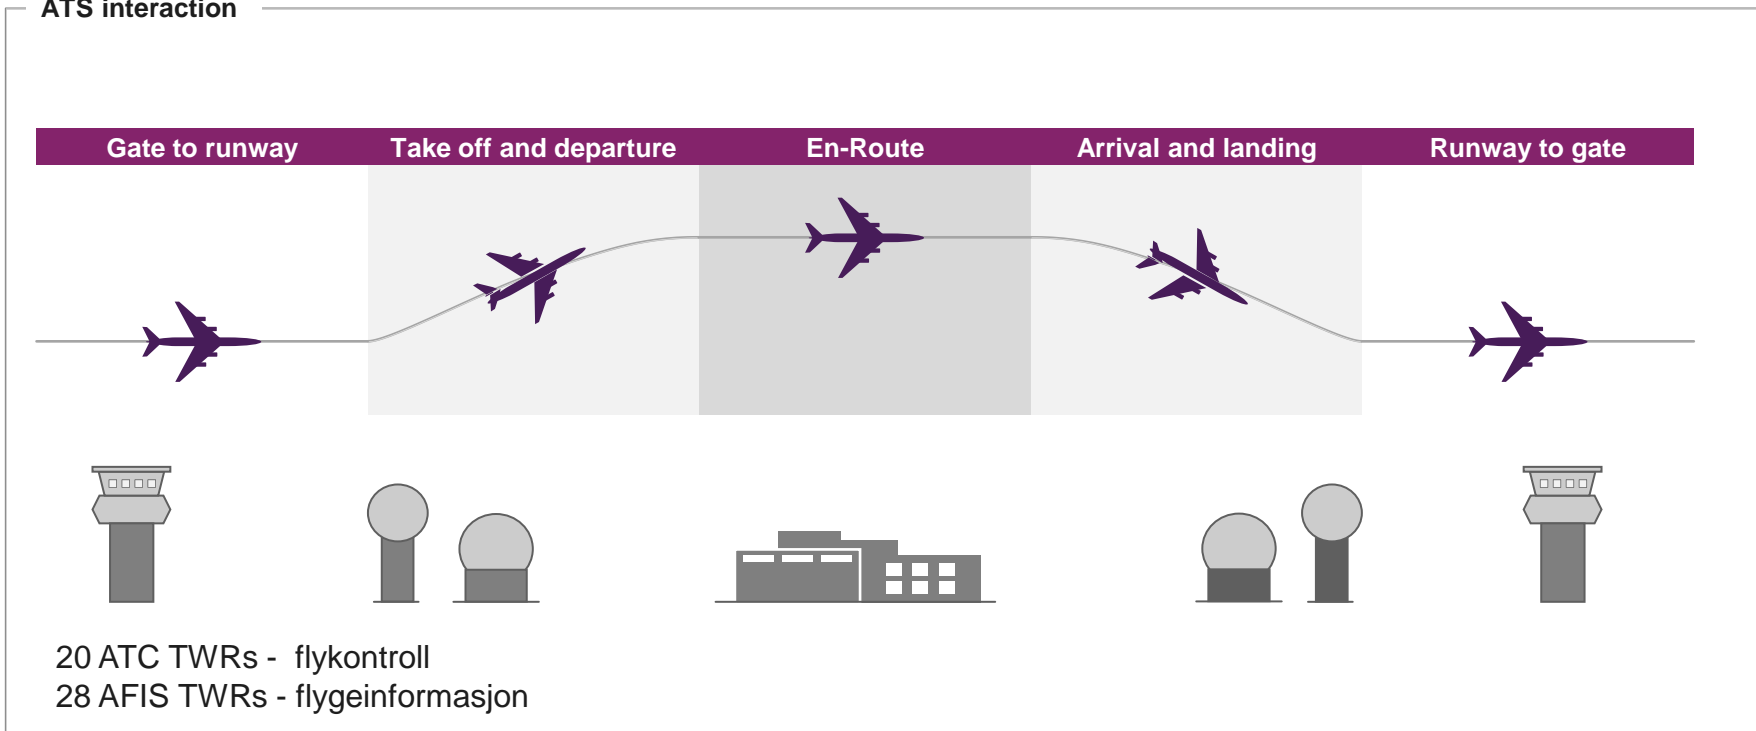 ATS interaction
Gate to runway
Take off and departure
En-Route
Arrival and landing
Runway to gate
20 ATC TWRs - flykontroll
28 AFIS TWRs - flygeinformasjon